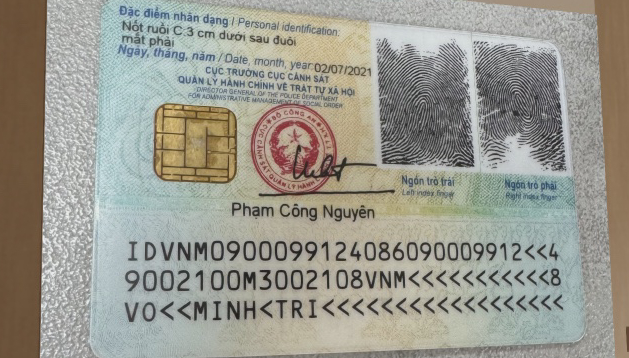 Đặc điểm nhân dạng / Personal identification:
Nốt ruồi C.3 cm dưới sau đuôi
mắt phải
Ngày, tháng, năm / Date, month, year: 02/07/2021
CỤC TRƯỞNG CỤC CẢNH SÁT
QUẢN LÝ HÀNH CHÍNH VỀ TRẬT TỰ XÃ HỘI
DIRECTOR GENERAL OF THE POLICE DEPARTMENT
FOR ADMINISTRATIVE MANAGEMENT OF SOCIAL ORDER
Ngón trỏ trái
Left index finger
Ngón trỏ phải
Right index finger
Phạm Công Nguyên
IDVNM0900099124086090009912<<4
9002100M3002108VNM<<<<<<<<<<<8
VO<<MINH<TRI<<<<<<<<<<<<<<<<<<